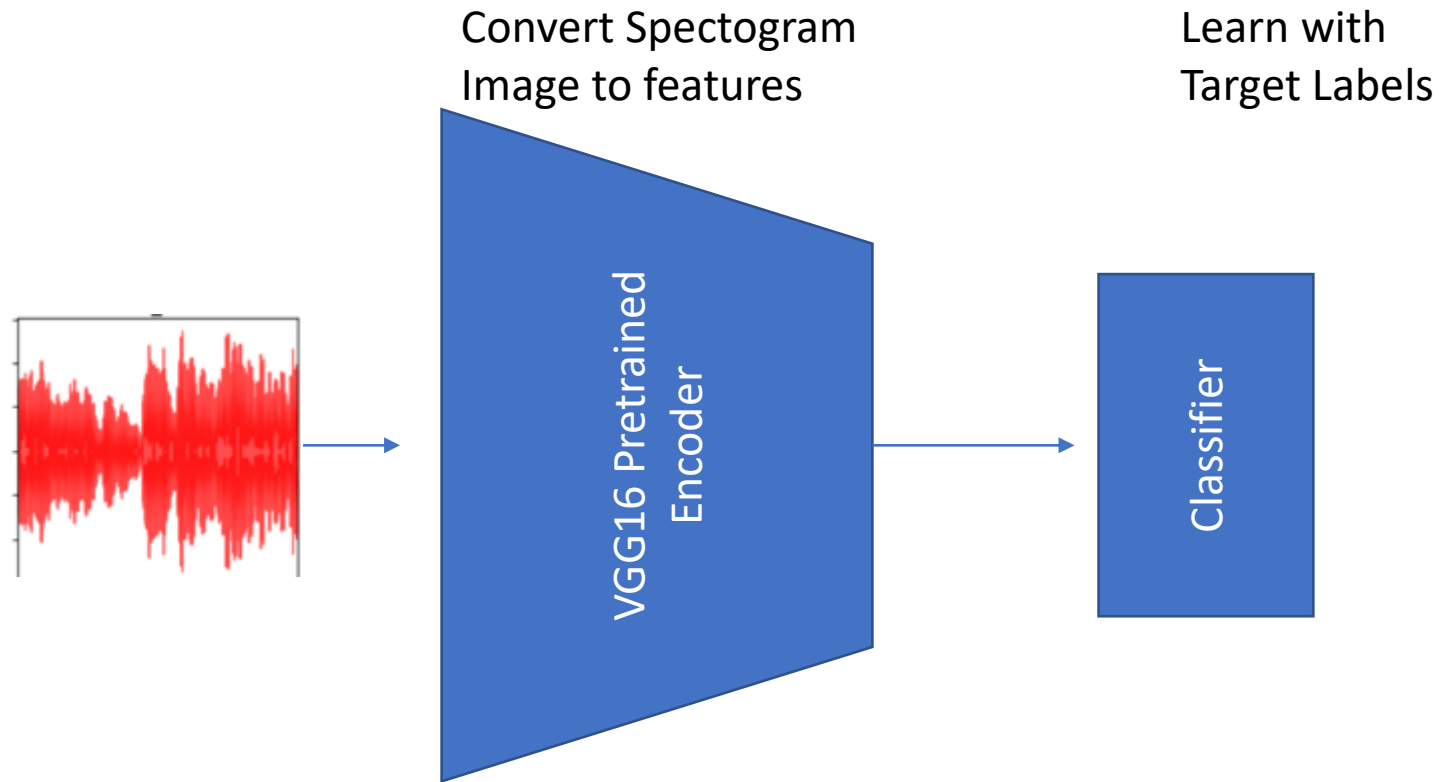 Convert Spectogram
Image to features
Learn with
Target Labels
VGG16 Pretrained
Encoder
Classifier